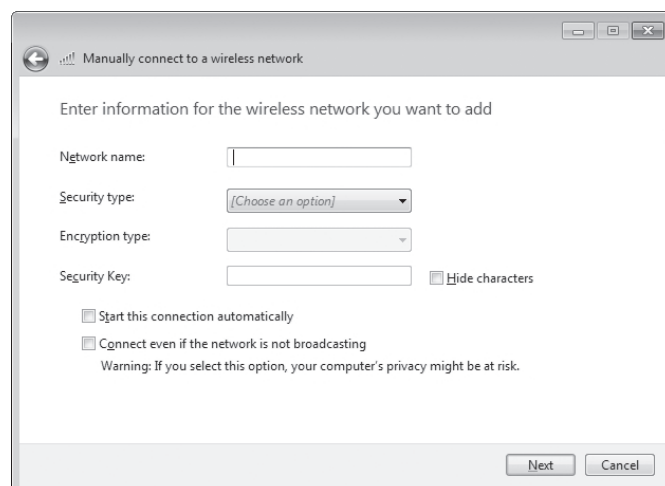 Manually connect to a wireless network
Enter information for the wireless network you want to add
Network name:
Security type: [Choose an option]
Encryption type:
Security Key: Hide characters
Start this connection automatically
Connect even if the network is not broadcasting
Warning: If you select this option, your computer's privacy might be at risk.
Next Cancel